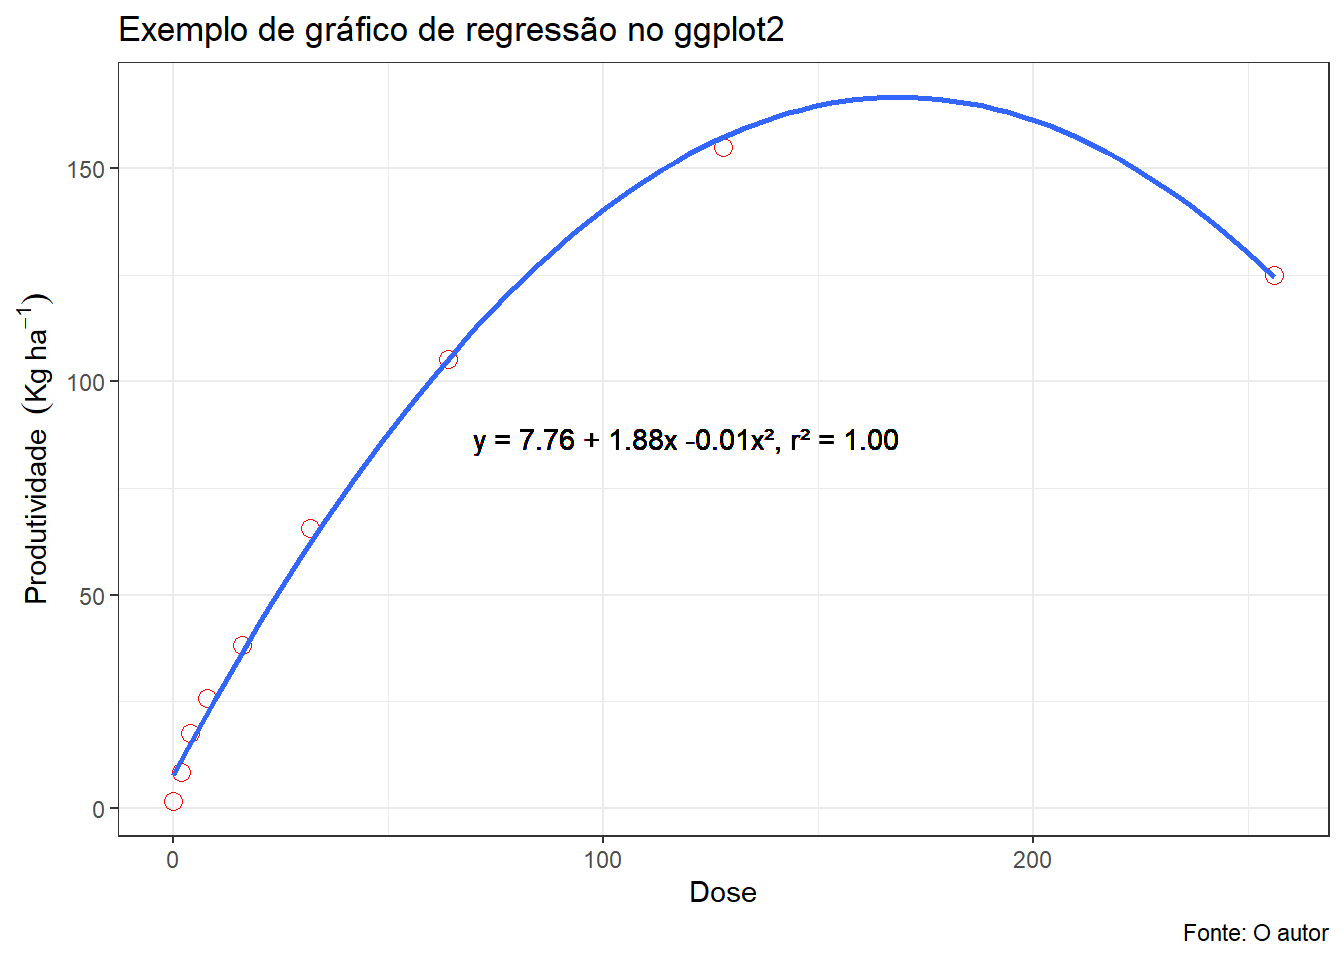 Exemplo de gráfico de regressão no ggplot2
Produtividade (Kg ha⁻¹)
150
100
50
0
y = 7.76 + 1.88x -0.01x², r² = 1.00
0 100 200
Dose
Fonte: O autor